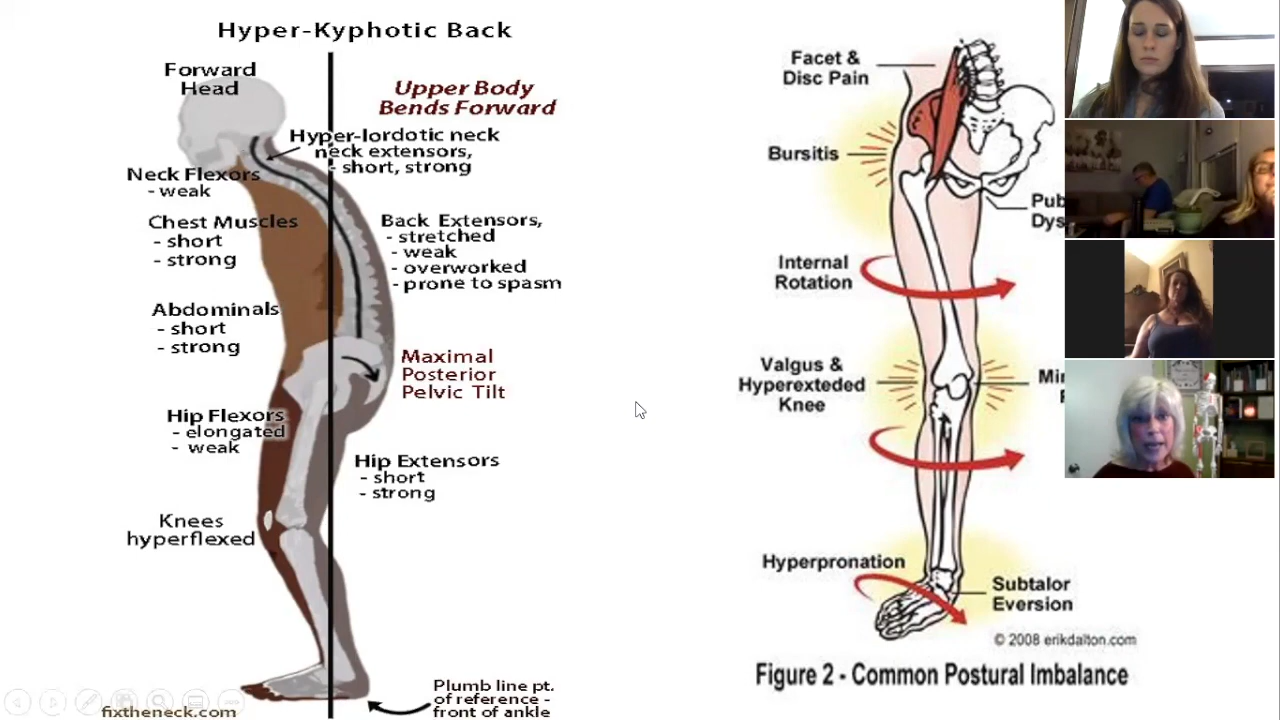 Hyper-Kyphotic Back
Forward
Head
Upper Body
Bends Forward
Hyper-lordotic neck
neck extensors,
- short, strong
Neck Flexors
- weak
Chest Muscles
- short
- strong
Back Extensors,
- stretched
- weak
- overworked
- prone to spasm
Abdominals
- short
- strong
Maximal
Posterior
Pelvic Tilt
Hip Flexors
- elongated
- weak
Hip Extensors
- short
- strong
Knees
hyperflexed
Plumb line pt.
of reference -
front of ankle
fixtheneck.com
Facet &
Disc Pain
Bursitis
Pub
Dys
Internal
Rotation
Valgus &
Hyperexteded
Knee
Min
Hyperpronation
Subtalor
Eversion
© 2008 erikdalton.com
Figure 2 - Common Postural Imbalance